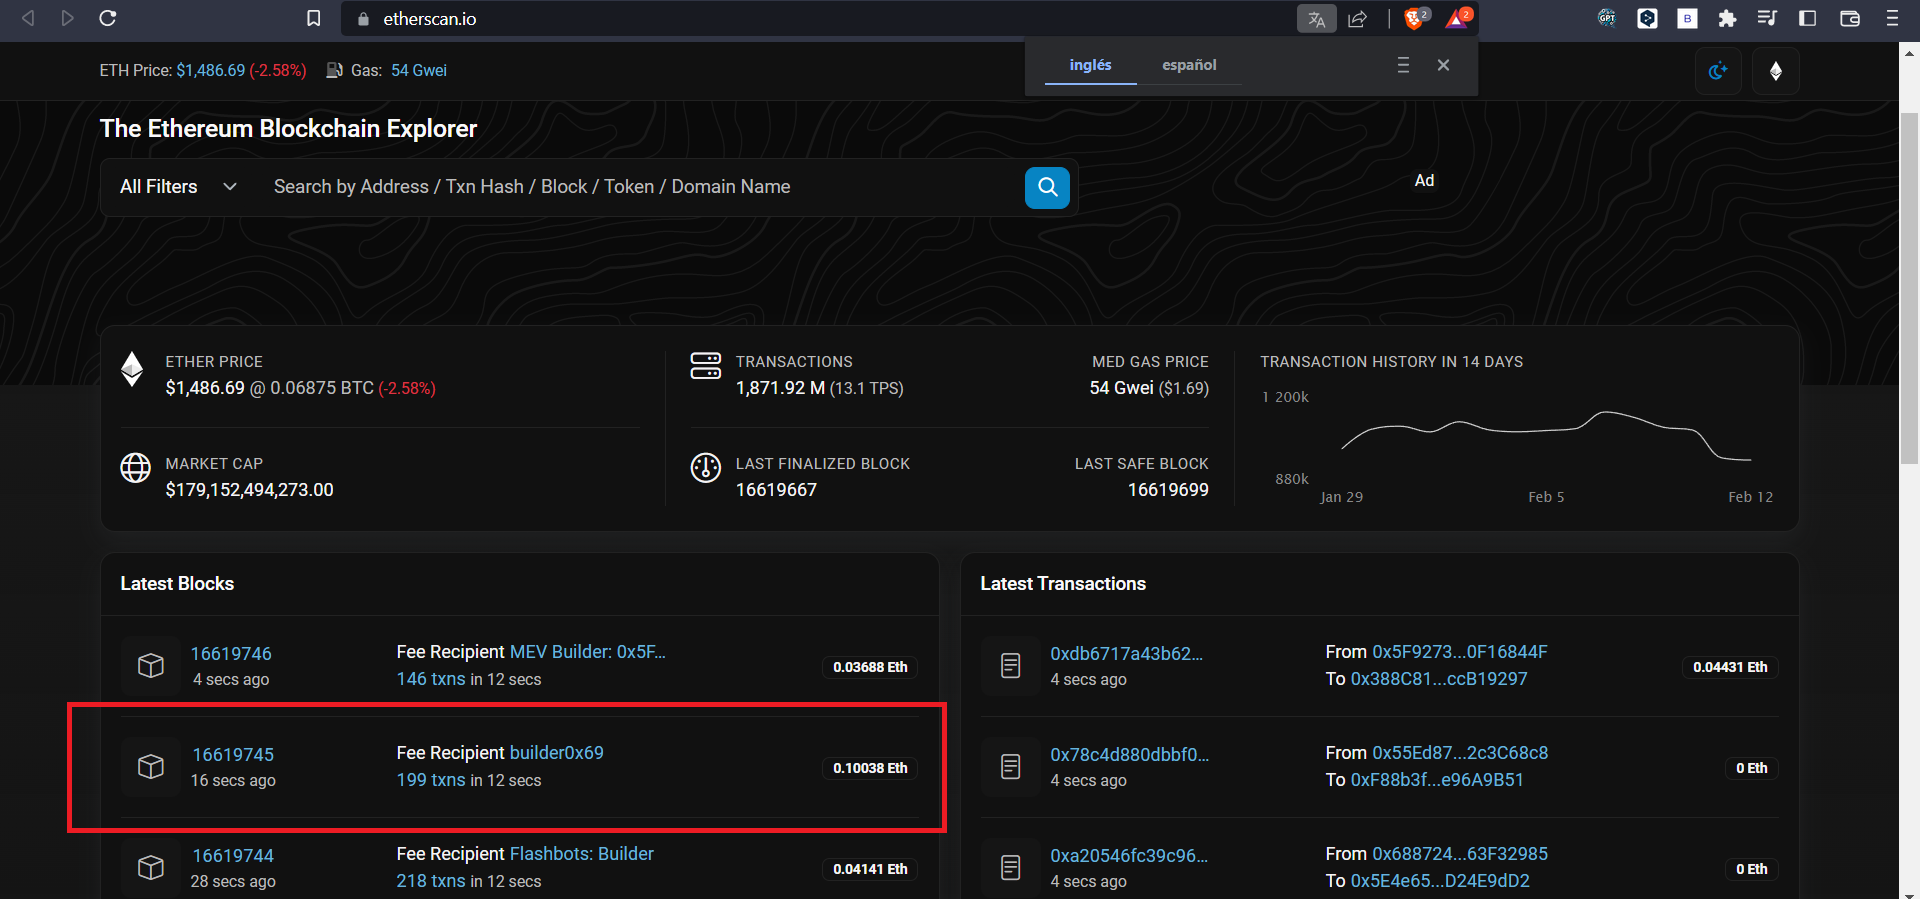 etherscan.io
2
2
GPT
B
inglés español
ETH Price: $1,486.69 (-2.58%) Gas: 54 Gwei
The Ethereum Blockchain Explorer
All Filters Search by Address / Txn Hash / Block / Token / Domain Name
Ad
ETHER PRICE
$1,486.69 @ 0.06875 BTC (-2.58%)
MARKET CAP
$179,152,494,273.00
TRANSACTIONS
1,871.92 M (13.1 TPS)
MED GAS PRICE
54 Gwei ($1.69)
LAST FINALIZED BLOCK
16619667
LAST SAFE BLOCK
16619699
TRANSACTION HISTORY IN 14 DAYS
1 200k
880k
Jan 29 Feb 5 Feb 12
Latest Blocks
16619746
4 secs ago
Fee Recipient MEV Builder: 0x5F...
146 txns in 12 secs
0.03688 Eth
16619745
16 secs ago
Fee Recipient builder0x69
199 txns in 12 secs
0.10038 Eth
16619744
28 secs ago
Fee Recipient Flashbots: Builder
218 txns in 12 secs
0.04141 Eth
Latest Transactions
0xdb6717a43b62...
4 secs ago
From 0x5F9273...0F16844F
To 0x388C81...ccB19297
0.04431 Eth
0x78c4d880dbbf0...
4 secs ago
From 0x55Ed87...2c3C68c8
To 0xF88b3f...e96A9B51
0 Eth
0xa20546fc39c96...
4 secs ago
From 0x688724...63F32985
To 0x5E4e65...D24E9dD2
0 Eth